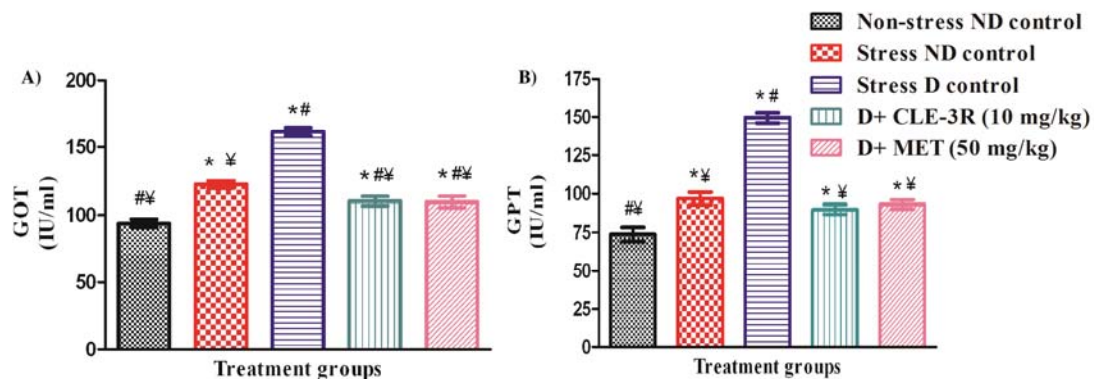 A)
GOT
(IU/ml)
200
150
100
50
0
#¥
* ¥
*#
*#¥
*#¥
Treatment groups
B)
GPT
(IU/ml)
175
150
125
100
75
50
25
0
#¥
*¥
*#
*¥
*¥
Treatment groups
Non-stress ND control
Stress ND control
Stress D control
D+ CLE-3R (10 mg/kg)
D+ MET (50 mg/kg)